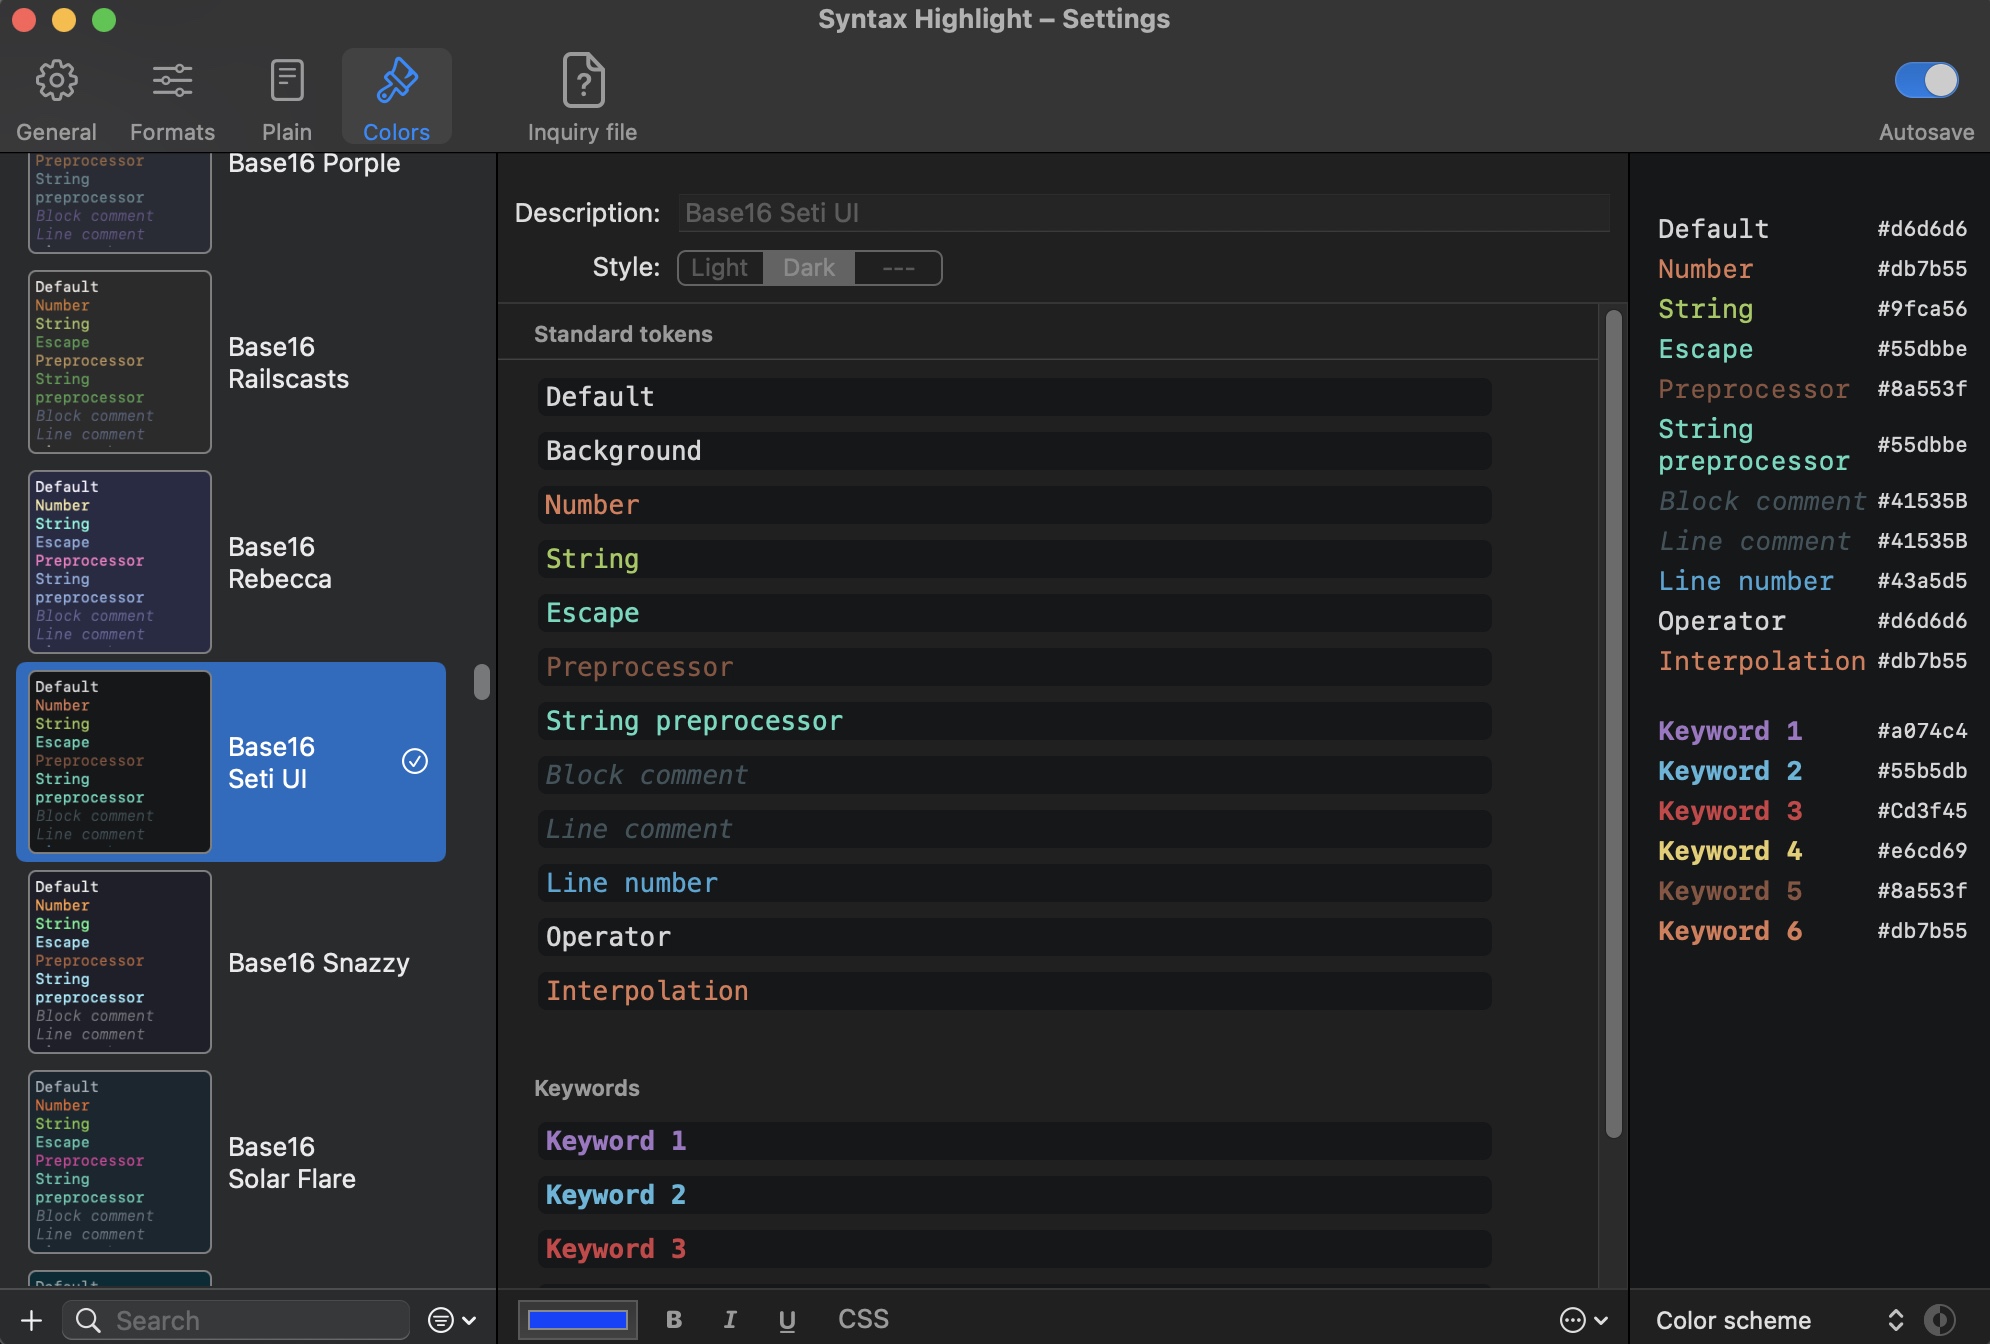 Syntax Highlight – Settings
General
Formats
Plain
Colors
Inquiry file
Autosave
Preprocessor
String
preprocessor
Block comment
Line comment
Base16 Porple
Default
Number
String
Escape
Preprocessor
String
preprocessor
Block comment
Line comment
Base16
Railscasts
Default
Number
String
Escape
Preprocessor
String
preprocessor
Block comment
Line comment
Base16
Rebecca
Default
Number
String
Escape
Preprocessor
String
preprocessor
Block comment
Line comment
Base16
Seti UI
Default
Number
String
Escape
Preprocessor
String
preprocessor
Block comment
Line comment
Base16 Snazzy
Default
Number
String
Escape
Preprocessor
String
preprocessor
Block comment
Line comment
Base16
Solar Flare
Default
Search
Description: Base16 Seti UI
Style: Light Dark ---
Standard tokens
Default
Background
Number
String
Escape
Preprocessor
String preprocessor
Block comment
Line comment
Line number
Operator
Interpolation
Keywords
Keyword 1
Keyword 2
Keyword 3
B I U CSS
Default #d6d6d6
Number #db7b55
String #9fca56
Escape #55dbbe
Preprocessor #8a553f
String
preprocessor #55dbbe
Block comment #41535B
Line comment #41535B
Line number #43a5d5
Operator #d6d6d6
Interpolation #db7b55
Keyword 1 #a074c4
Keyword 2 #55b5db
Keyword 3 #Cd3f45
Keyword 4 #e6cd69
Keyword 5 #8a553f
Keyword 6 #db7b55
Color scheme